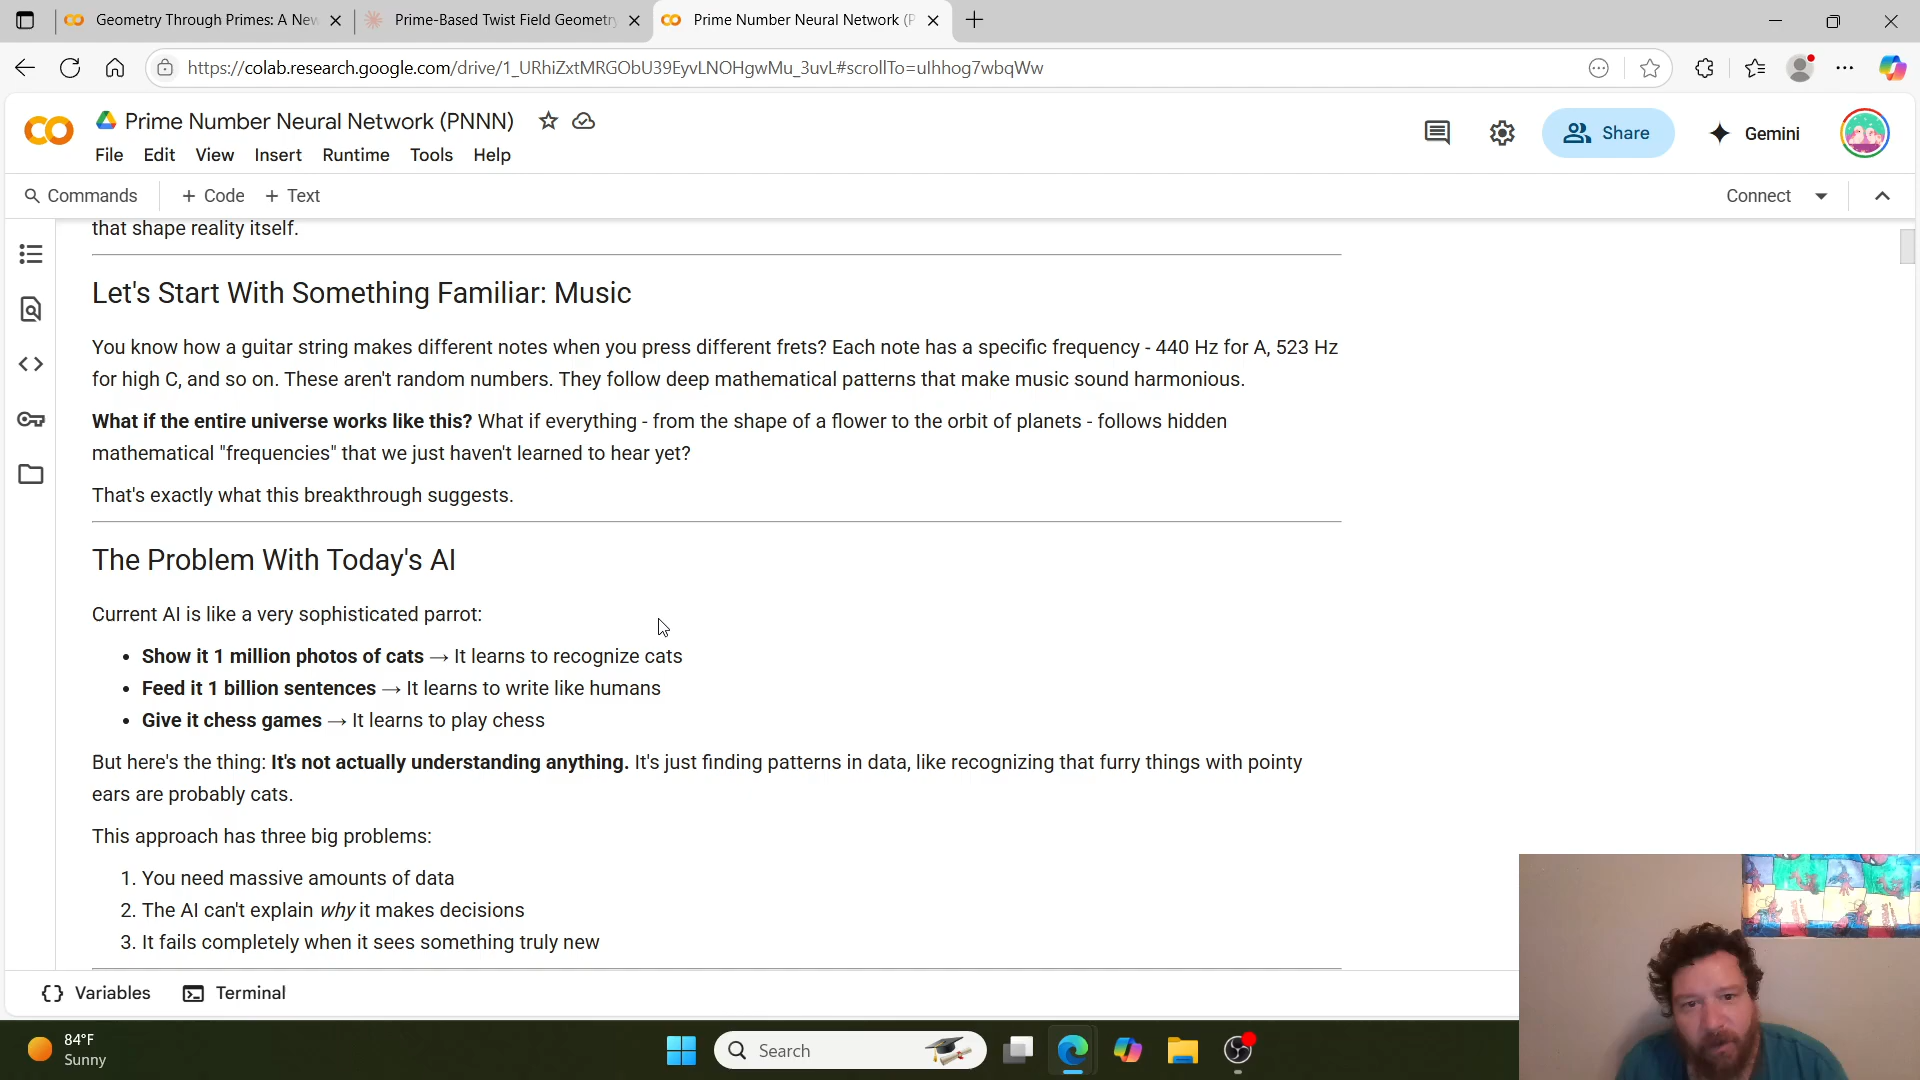 Geometry Through Primes: A Nev
Prime-Based Twist Field Geometry
Prime Number Neural Network (P
https://colab.research.google.com/drive/1_URhiZxtMRGObU39EyvLNOHgwMu_3uvL#scrollTo=ulhhog7wbqWw
Prime Number Neural Network (PNNN)
File Edit View Insert Runtime Tools Help
Share
Gemini
Commands + Code + Text
Connect
that shape reality itself.
Let's Start With Something Familiar: Music
You know how a guitar string makes different notes when you press different frets? Each note has a specific frequency - 440 Hz for A, 523 Hz
for high C, and so on. These aren't random numbers. They follow deep mathematical patterns that make music sound harmonious.
What if the entire universe works like this? What if everything - from the shape of a flower to the orbit of planets - follows hidden
mathematical "frequencies" that we just haven't learned to hear yet?
That's exactly what this breakthrough suggests.
The Problem With Today's AI
Current AI is like a very sophisticated parrot:
• Show it 1 million photos of cats → It learns to recognize cats
• Feed it 1 billion sentences → It learns to write like humans
• Give it chess games → It learns to play chess
But here's the thing: It's not actually understanding anything. It's just finding patterns in data, like recognizing that furry things with pointy
ears are probably cats.
This approach has three big problems:
1. You need massive amounts of data
2. The AI can't explain why it makes decisions
3. It fails completely when it sees something truly new
Variables Terminal
84°F
Sunny
Search